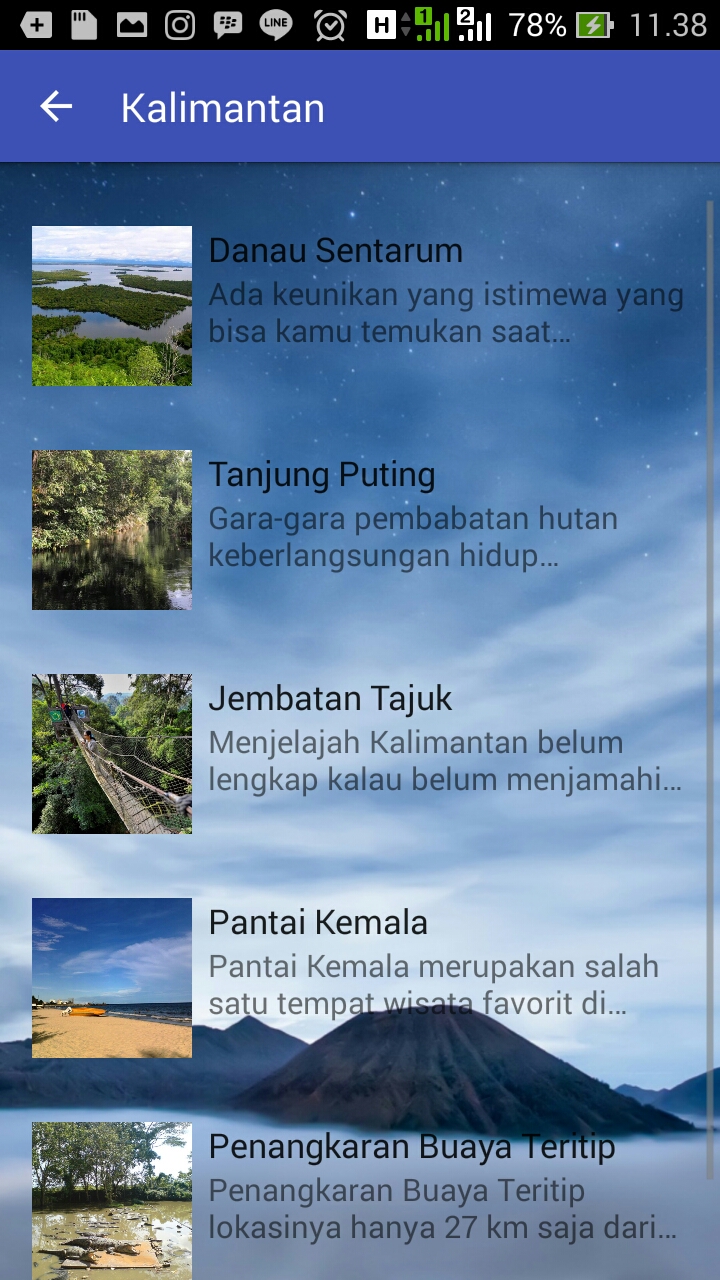 LINE
H
1
2
78%
11.38
Kalimantan
Danau Sentarum
Ada keunikan yang istimewa yang
bisa kamu temukan saat...
Tanjung Puting
Gara-gara pembabatan hutan
keberlangsungan hidup...
Jembatan Tajuk
Menjelajah Kalimantan belum
lengkap kalau belum menjamahi...
Pantai Kemala
Pantai Kemala merupakan salah
satu tempat wisata favorit di...
Penangkaran Buaya Teritip
Penangkaran Buaya Teritip
lokasinya hanya 27 km saja dari...